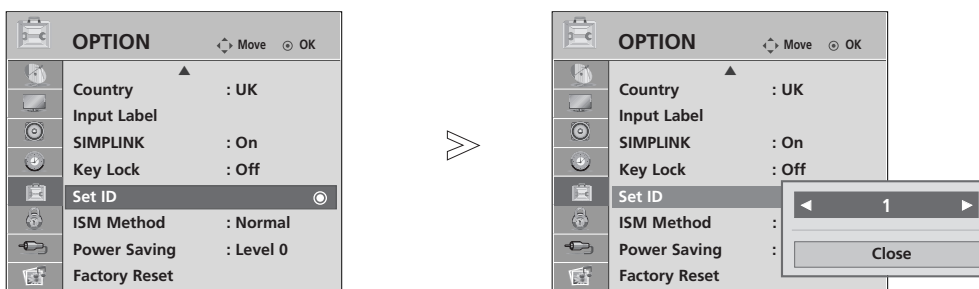 OPTION Move OK
Country : UK
Input Label
SIMPLINK : On
Key Lock : Off
Set ID
ISM Method : Normal
Power Saving : Level 0
Factory Reset
OPTION Move OK
Country : UK
Input Label
SIMPLINK : On
Key Lock : Off
Set ID
ISM Method :
Power Saving :
Factory Reset
◄ 1 ►
Close